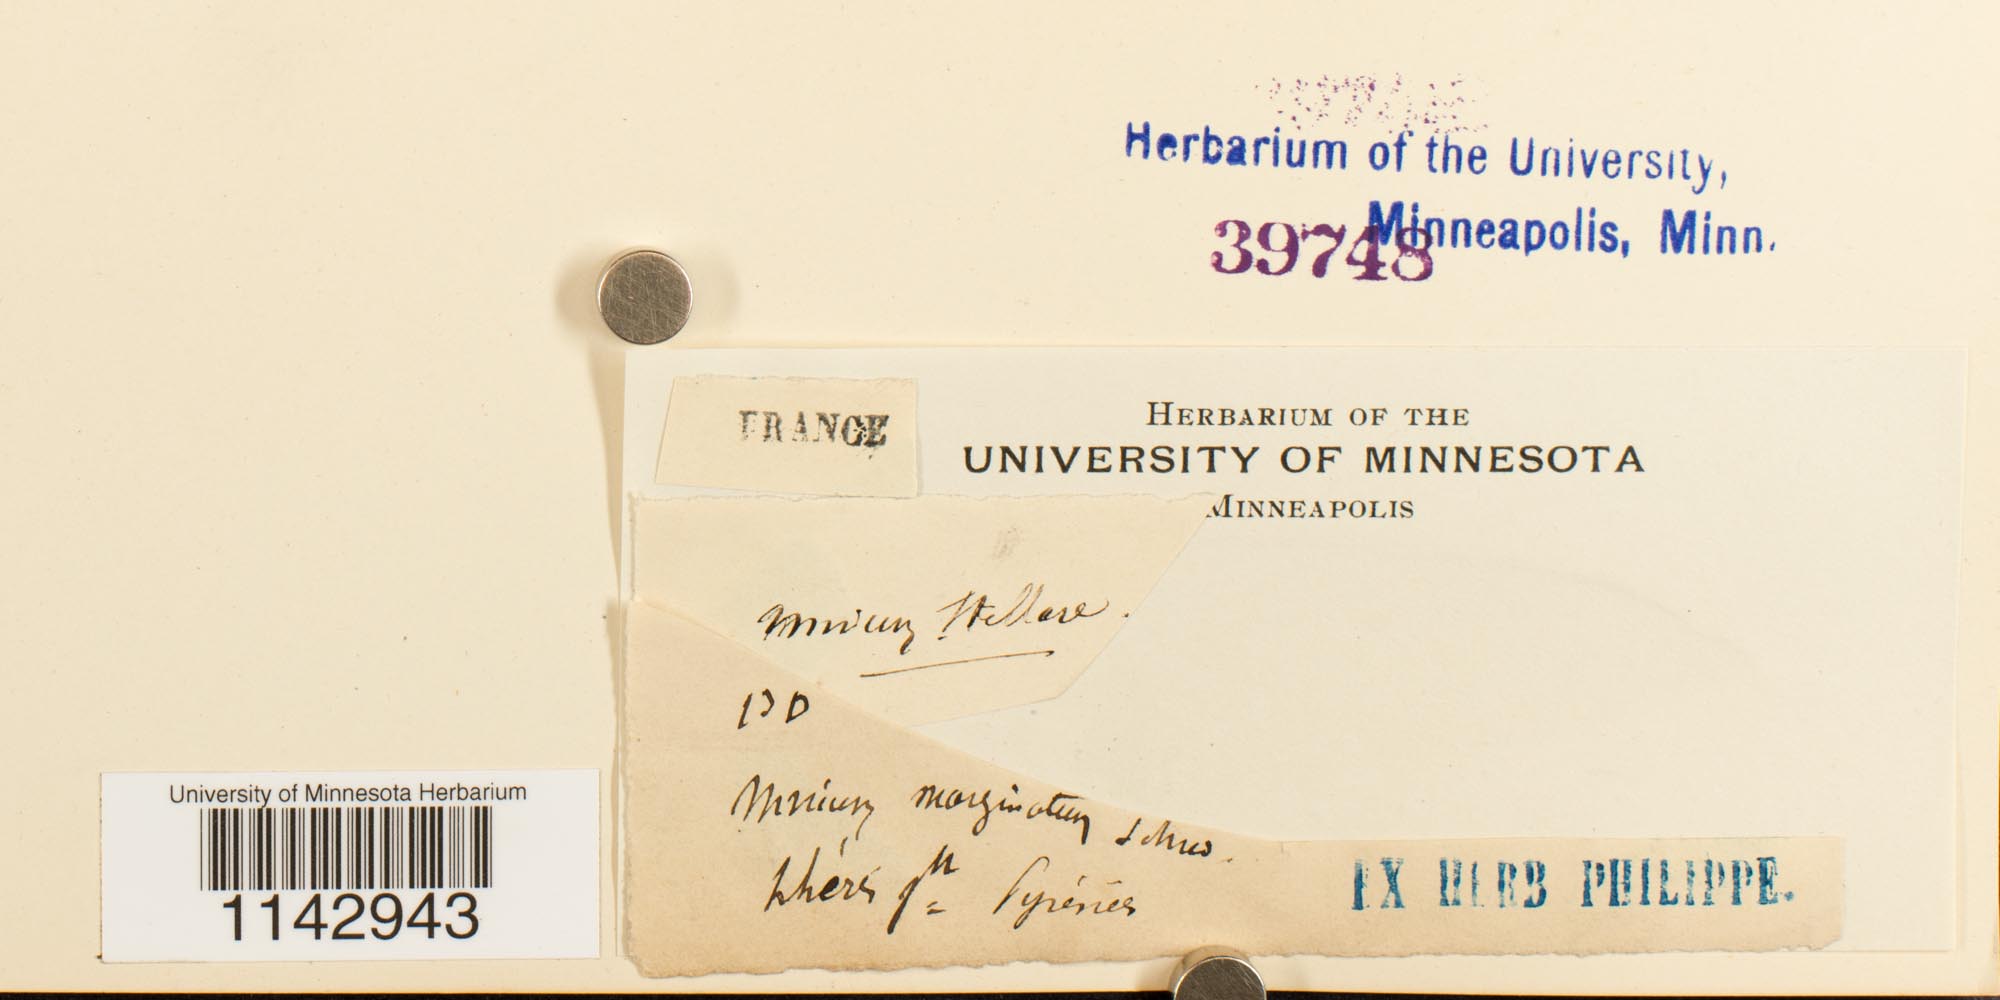 Herbarium of the University,
Minneapolis, Minn.
39748
FRANCE
HERBARIUM OF THE
UNIVERSITY OF MINNESOTA
MINNEAPOLIS
Mnium Stellare.
Mnium marginatum
Pyrénées
EX HERB PHILIPPE.
University of Minnesota Herbarium
1142943